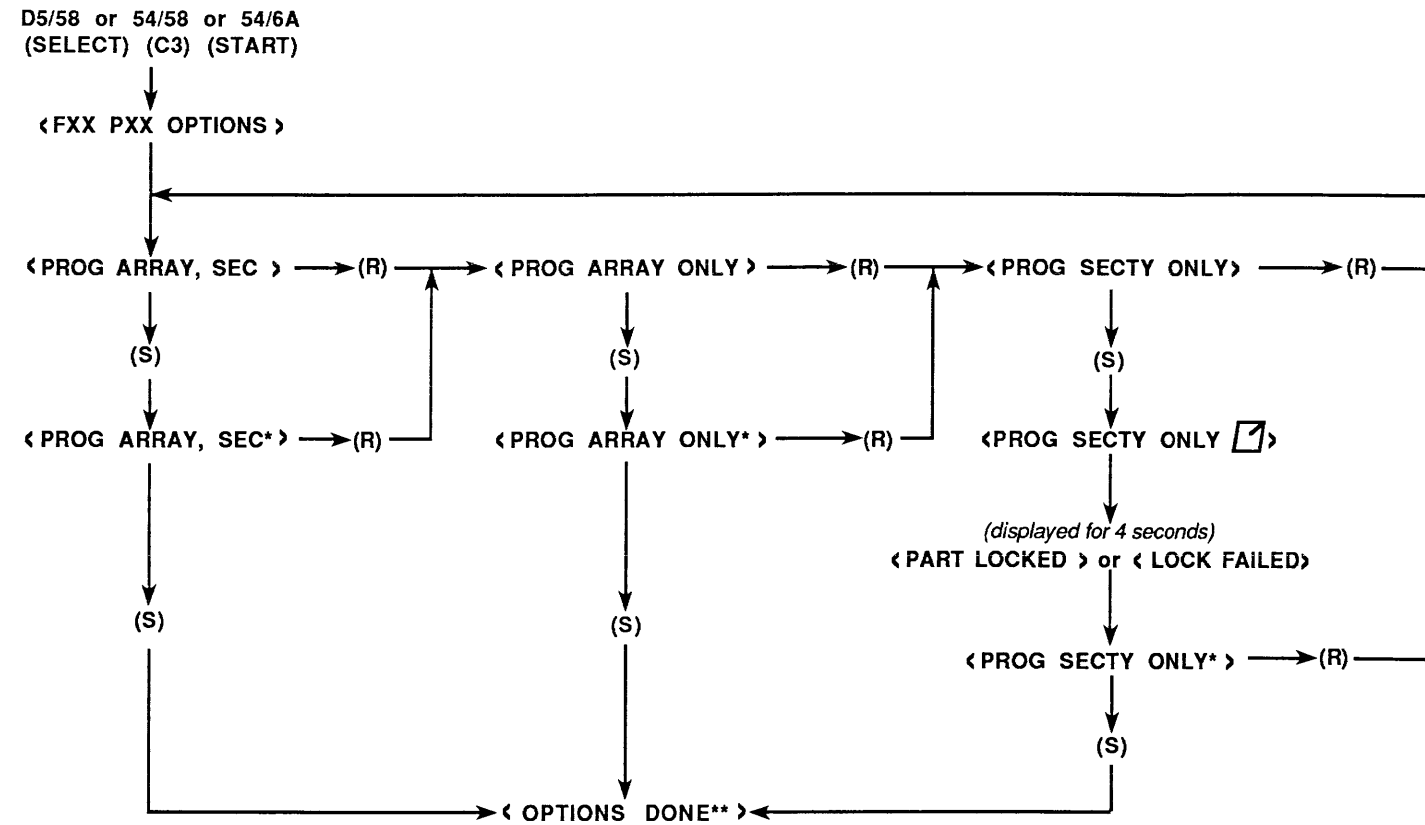 D5/58 or 54/58 or 54/6A
(SELECT) (C3) (START)
<FXX PXX OPTIONS>
<PROG ARRAY, SEC > (R) <PROG ARRAY ONLY> (R) <PROG SECTY ONLY> (R)
(S) (S) (S)
<PROG ARRAY, SEC*> (R) <PROG ARRAY ONLY*> (R) <PROG SECTY ONLY >
(displayed for 4 seconds)
<PART LOCKED > or < LOCK FAILED>
(S) (S)
<PROG SECTY ONLY*> (R)
(S)
< OPTIONS DONE**>